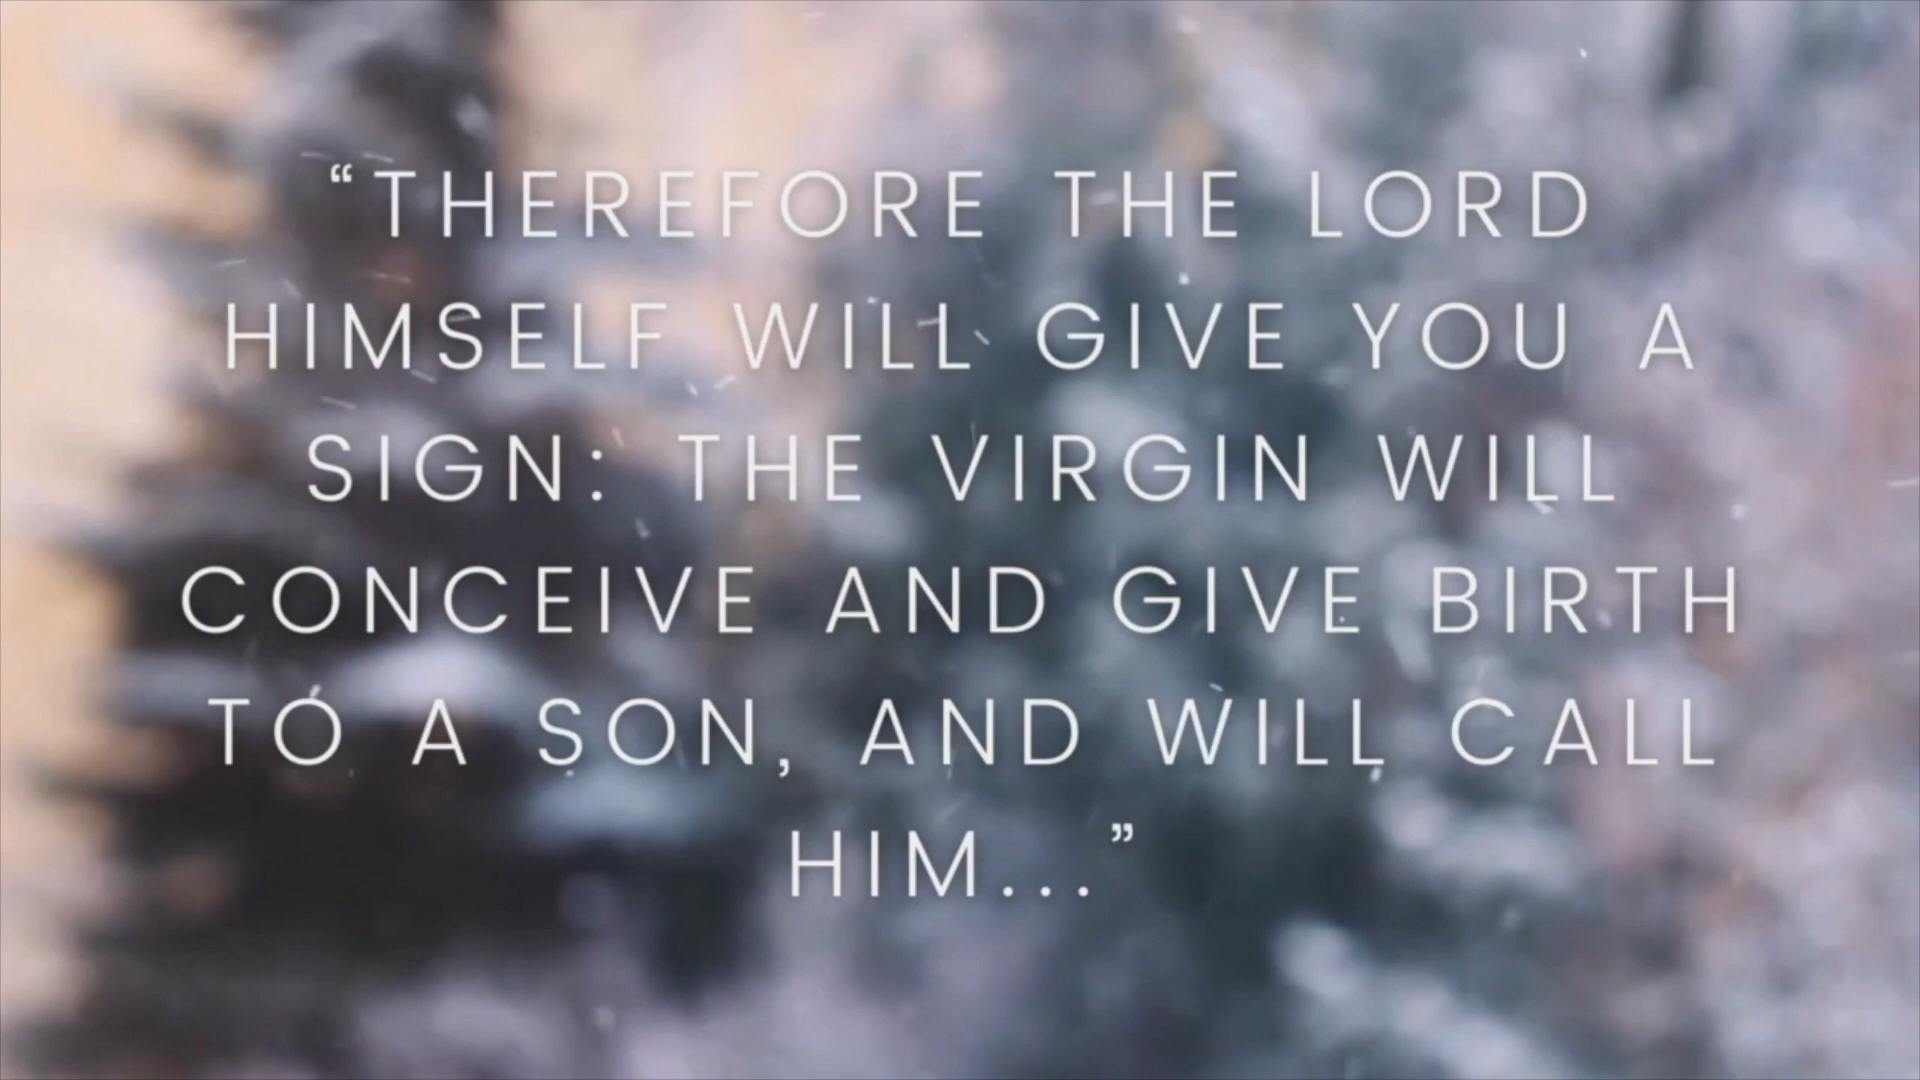 “THEREFORE THE LORD
HIMSELF WILL GIVE YOU A
SIGN: THE VIRGIN WILL
CONCEIVE AND GIVE BIRTH
TO A SON, AND WILL CALL
HIM...”